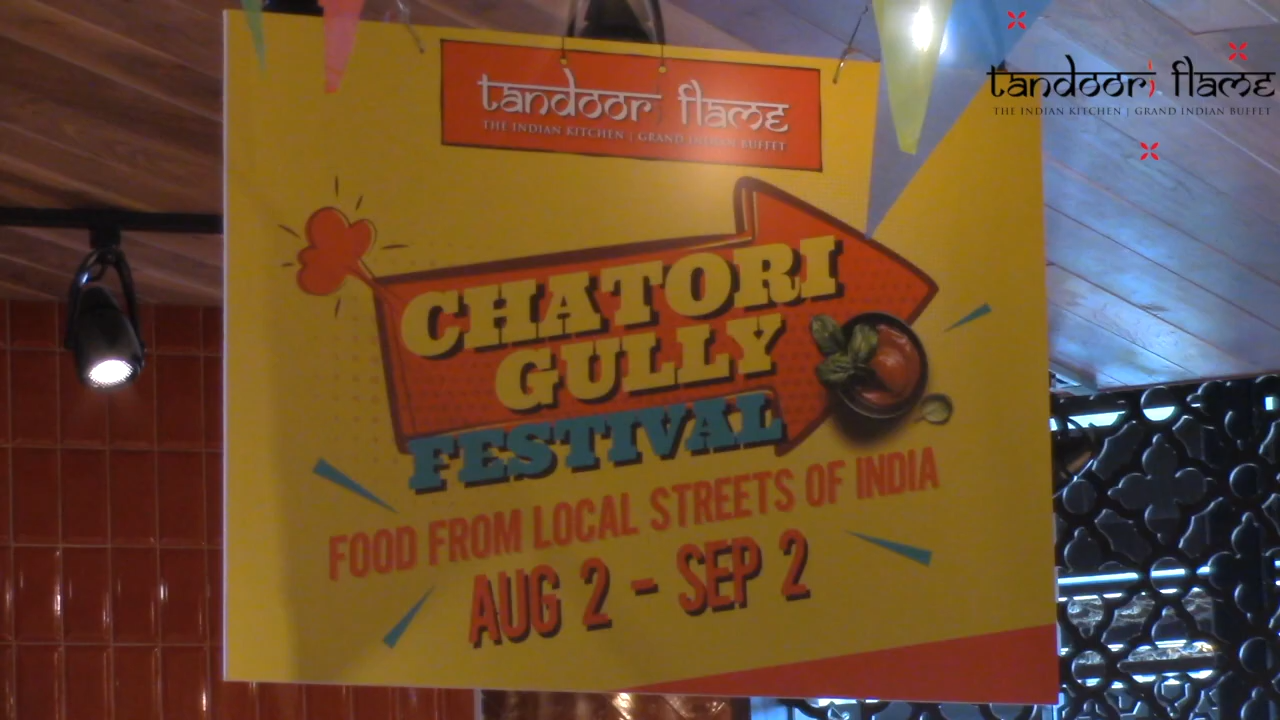 tandoori flame
THE INDIAN KITCHEN | GRAND INDIAN BUFFET
CHATORI
GULLY
FESTIVAL
FOOD FROM LOCAL STREETS OF INDIA
AUG 2 - SEP 2
tandoori flame
THE INDIAN KITCHEN | GRAND INDIAN BUFFET